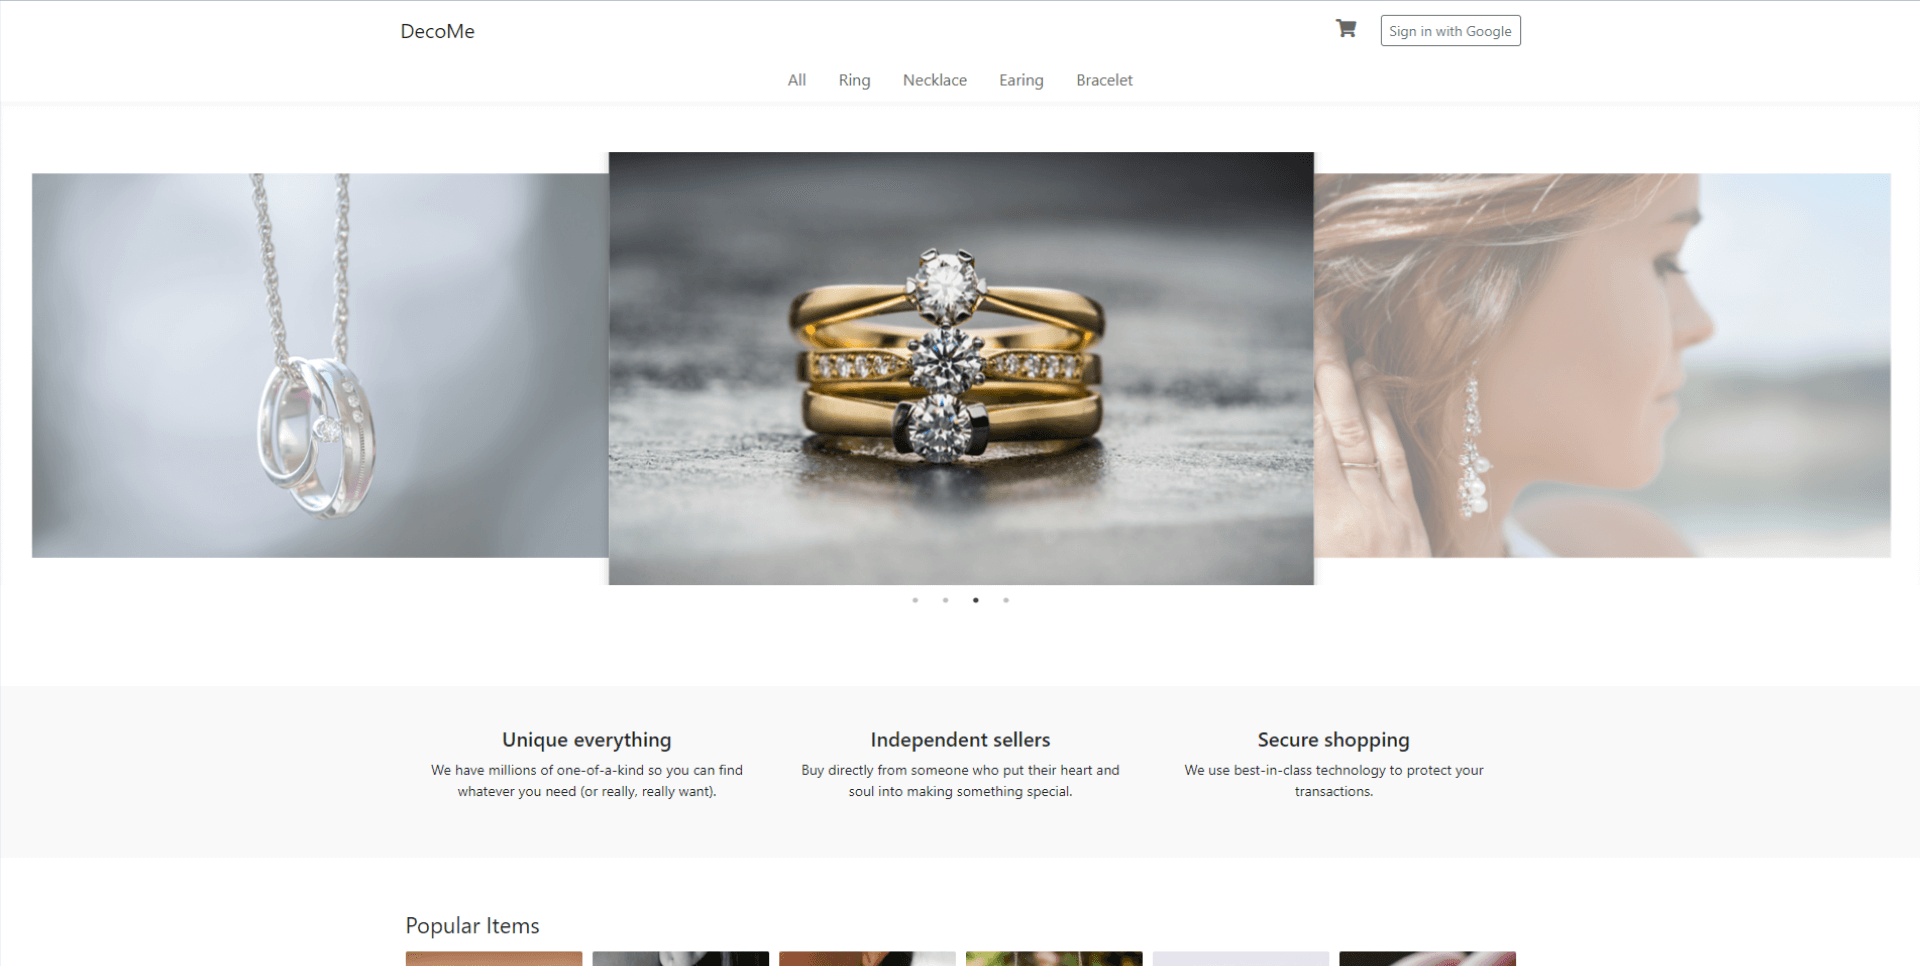 DecoMe
Sign in with Google
All Ring Necklace Earing Bracelet
Unique everything
We have millions of one-of-a-kind so you can find
whatever you need (or really, really want).
Independent sellers
Buy directly from someone who put their heart and
soul into making something special.
Secure shopping
We use best-in-class technology to protect your
transactions.
Popular Items